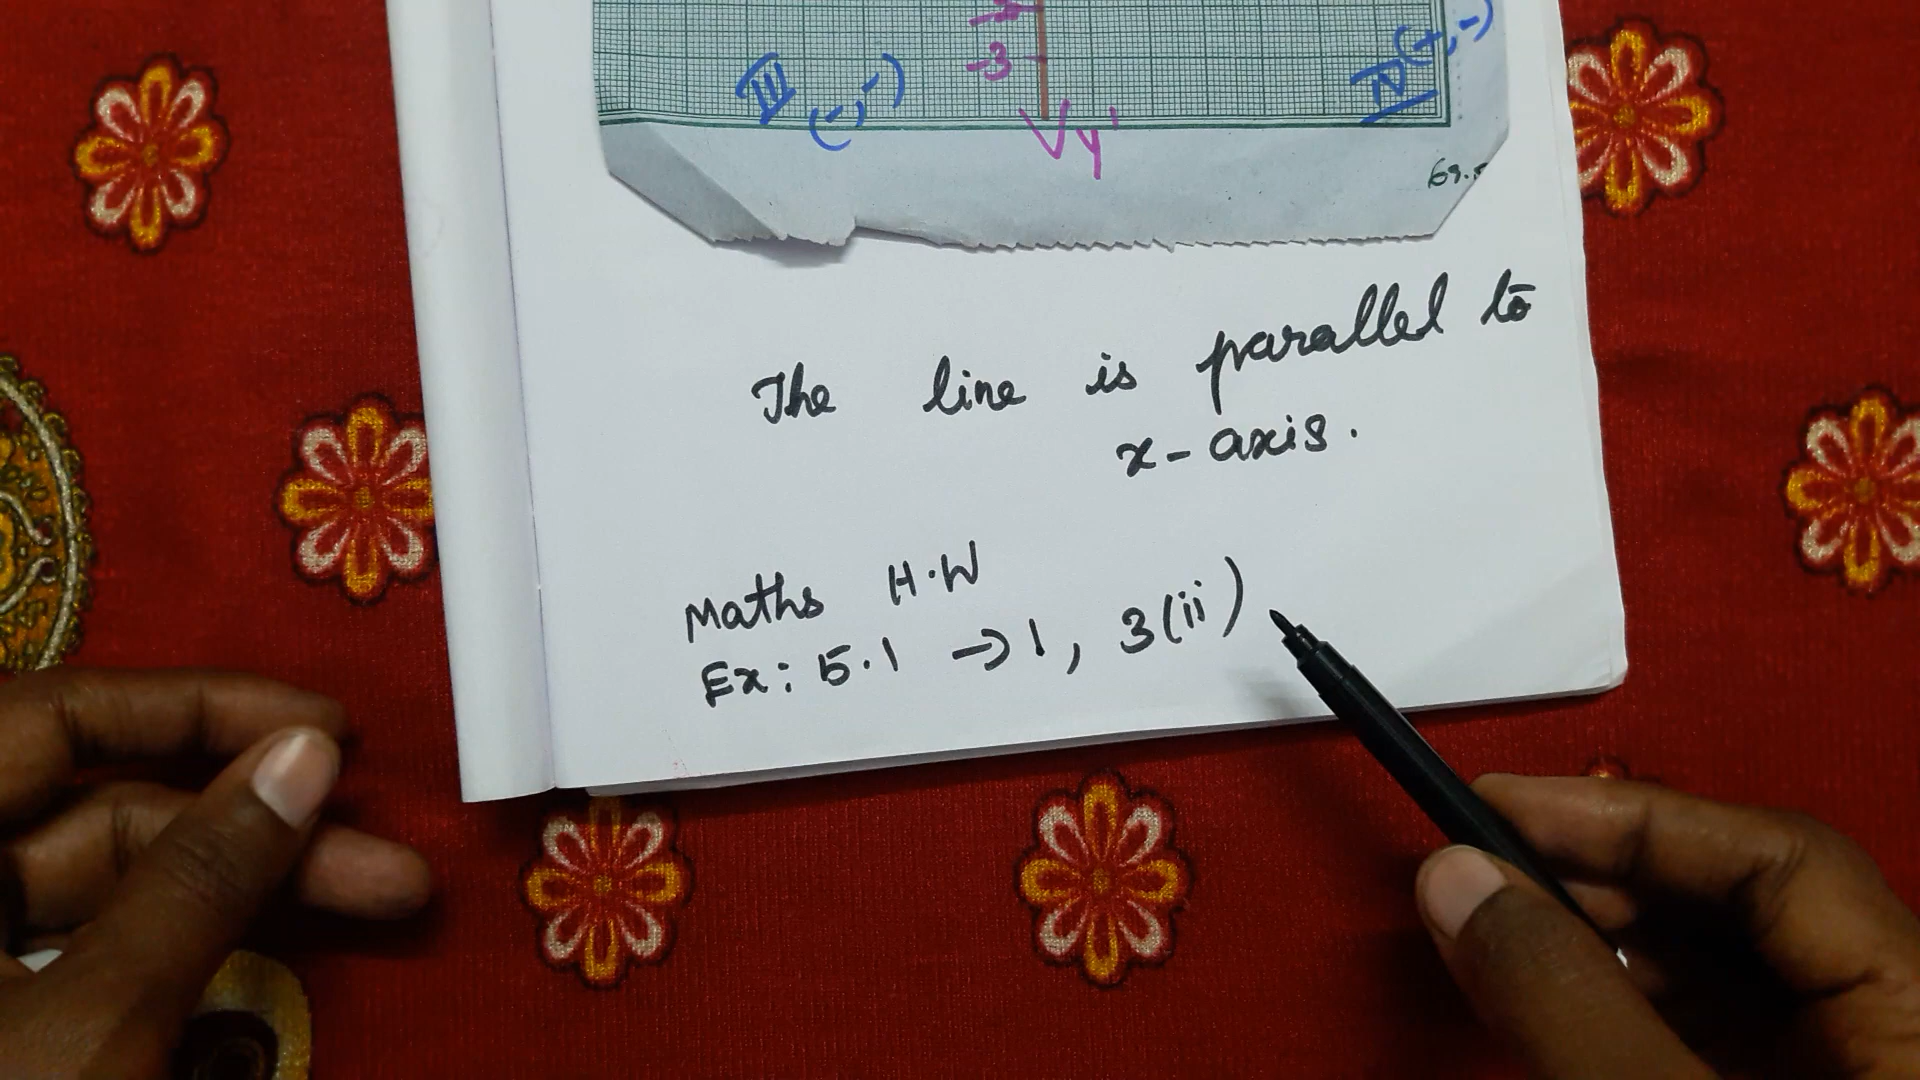 -3
III (-,-)
IV (+,-)
y'
The line is parallel to
x-axis.
Maths H.W
Ex: 5.1 → 1, 3(ii)